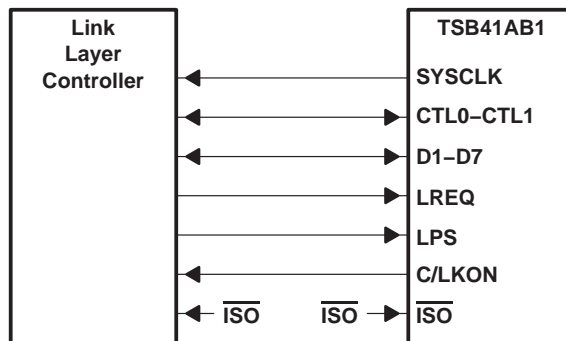 Link
Layer
Controller
TSB41AB1
SYSCLK
CTL0–CTL1
D1–D7
LREQ
LPS
C/LKON
ISO ISO ISO